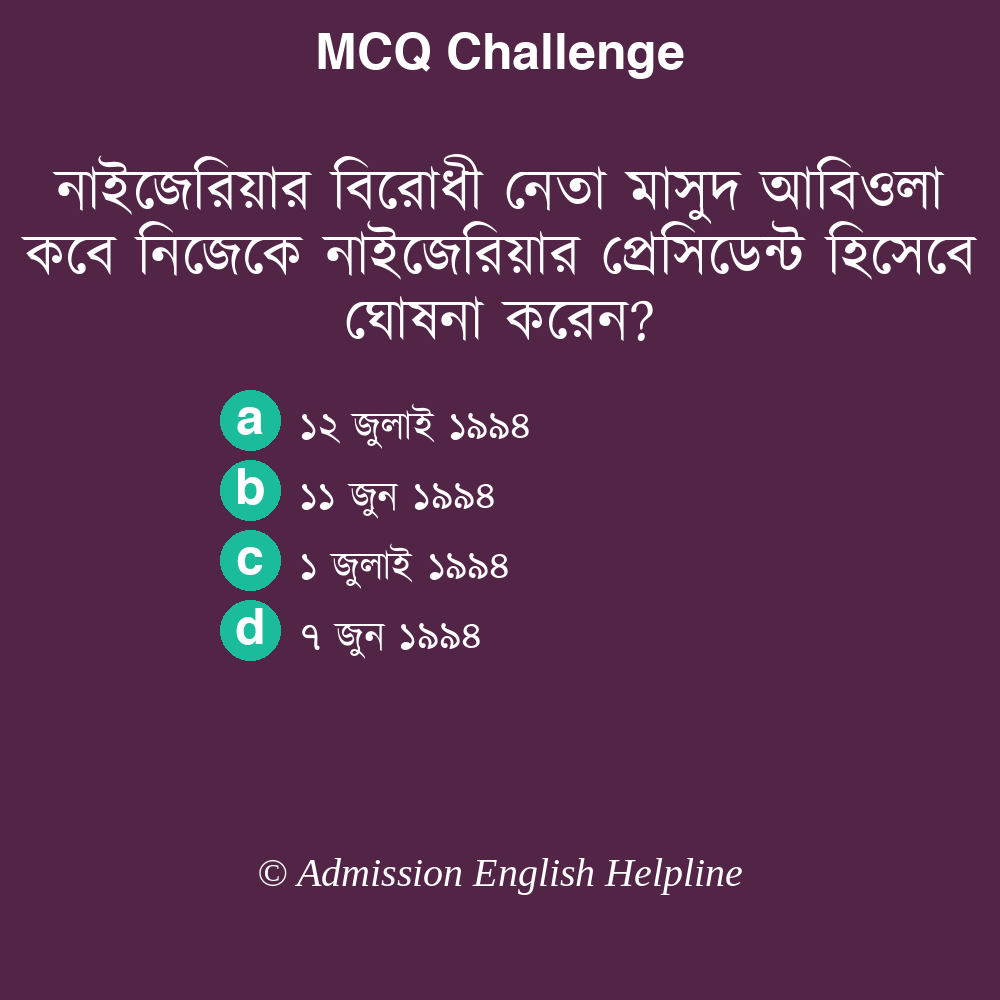 MCQ Challenge
নাইজেরিয়ার বিরোধী নেতা মাসুদ আবিওলা
কবে নিজেকে নাইজেরিয়ার প্রেসিডেন্ট হিসেবে
ঘোষনা করেন?
a ১২ জুলাই ১৯৯৪
b ১১ জুন ১৯৯৪
c ১ জুলাই ১৯৯৪
d ৭ জুন ১৯৯৪
© Admission English Helpline